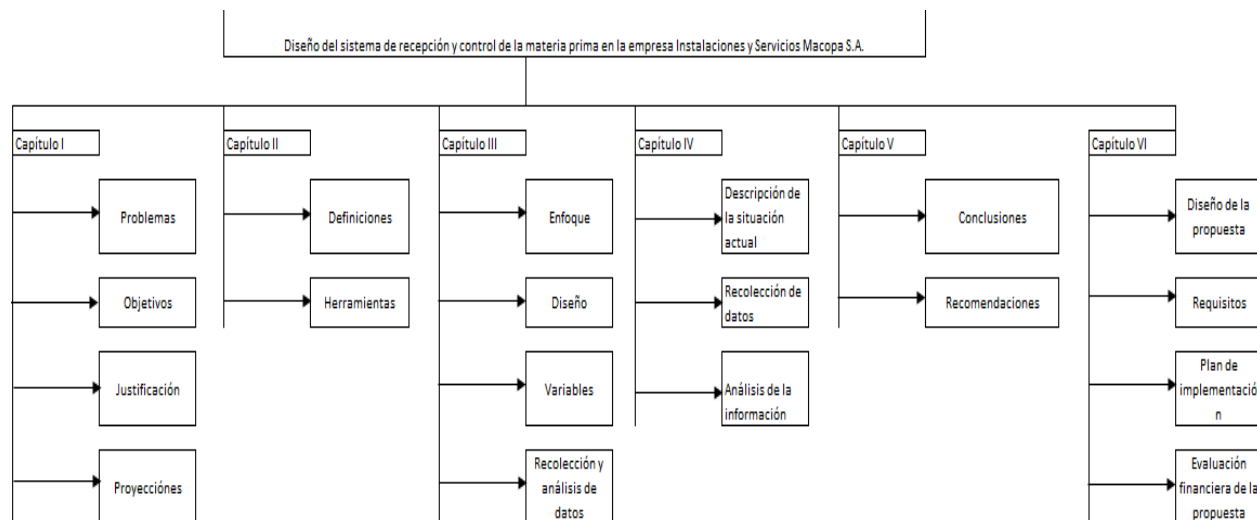 Diseño del sistema de recepción y control de la materia prima en la empresa Instalaciones y Servicios Macopa S.A.
Capítulo I
Problemas
Objetivos
Justificación
Proyecciónes
Capítulo II
Definiciones
Herramientas
Capítulo III
Enfoque
Diseño
Variables
Recolección y
análisis de
datos
Capítulo IV
Descripción de
la situación
actual
Recolección de
datos
Análisis de la
información
Capítulo V
Conclusiones
Recomendaciones
Capítulo VI
Diseño de la
propuesta
Requisitos
Plan de
implementació
n
Evaluación
financiera de la
propuesta